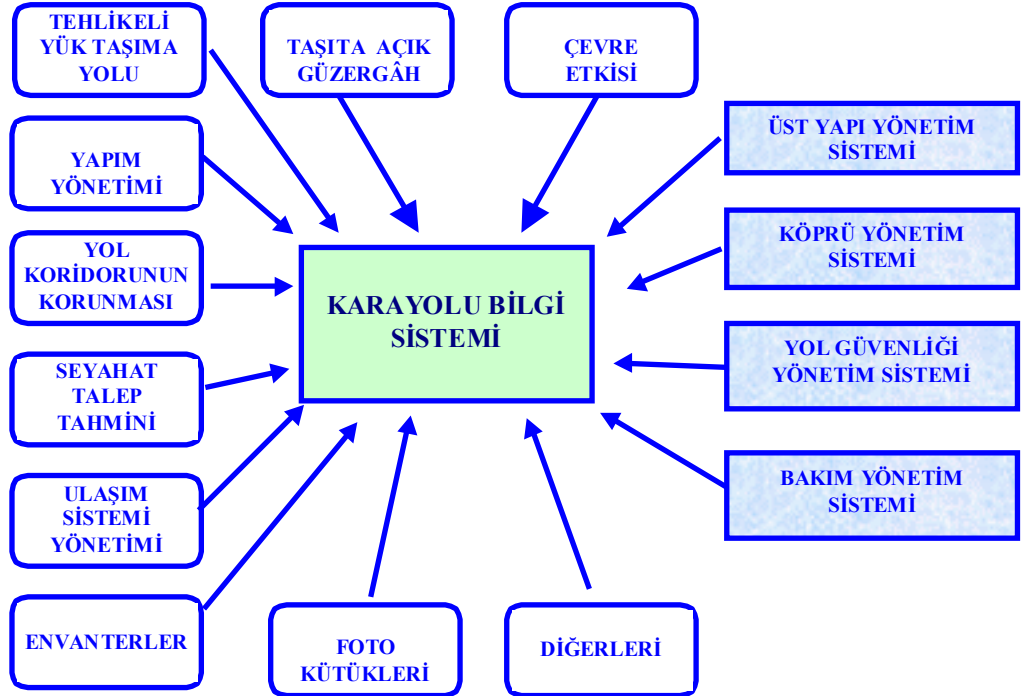 TEHLİKELİ
YÜK TAŞIMA
YOLU
TAŞITA AÇIK
GÜZERGÂH
ÇEVRE
ETKİSİ
YAPIM
YÖNETİMİ
YOL
KORİDORUNUN
KORUNMASI
SEYAHAT
TALEP
TAHMİNİ
ULAŞIM
SİSTEMİ
YÖNETİMİ
ENVANTERLER
FOTO
KÜTÜKLERİ
DİĞERLERİ
KARAYOLU BİLGİ
SİSTEMİ
ÜST YAPI YÖNETİM
SİSTEMİ
KÖPRÜ YÖNETİM
SİSTEMİ
YOL GÜVENLİĞİ
YÖNETİM SİSTEMİ
BAKIM YÖNETİM
SİSTEMİ